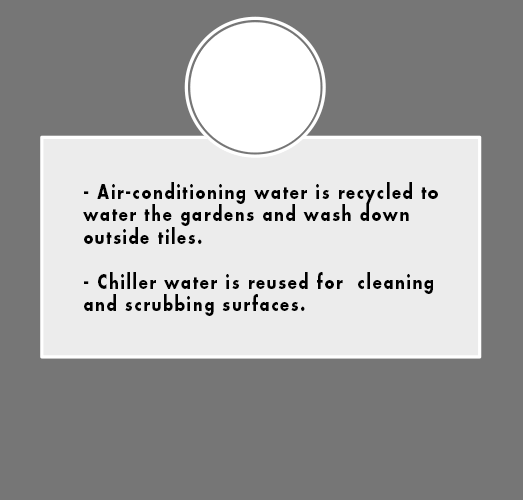 - Air-conditioning water is recycled to
water the gardens and wash down
outside tiles.
- Chiller water is reused for  cleaning
and scrubbing surfaces.